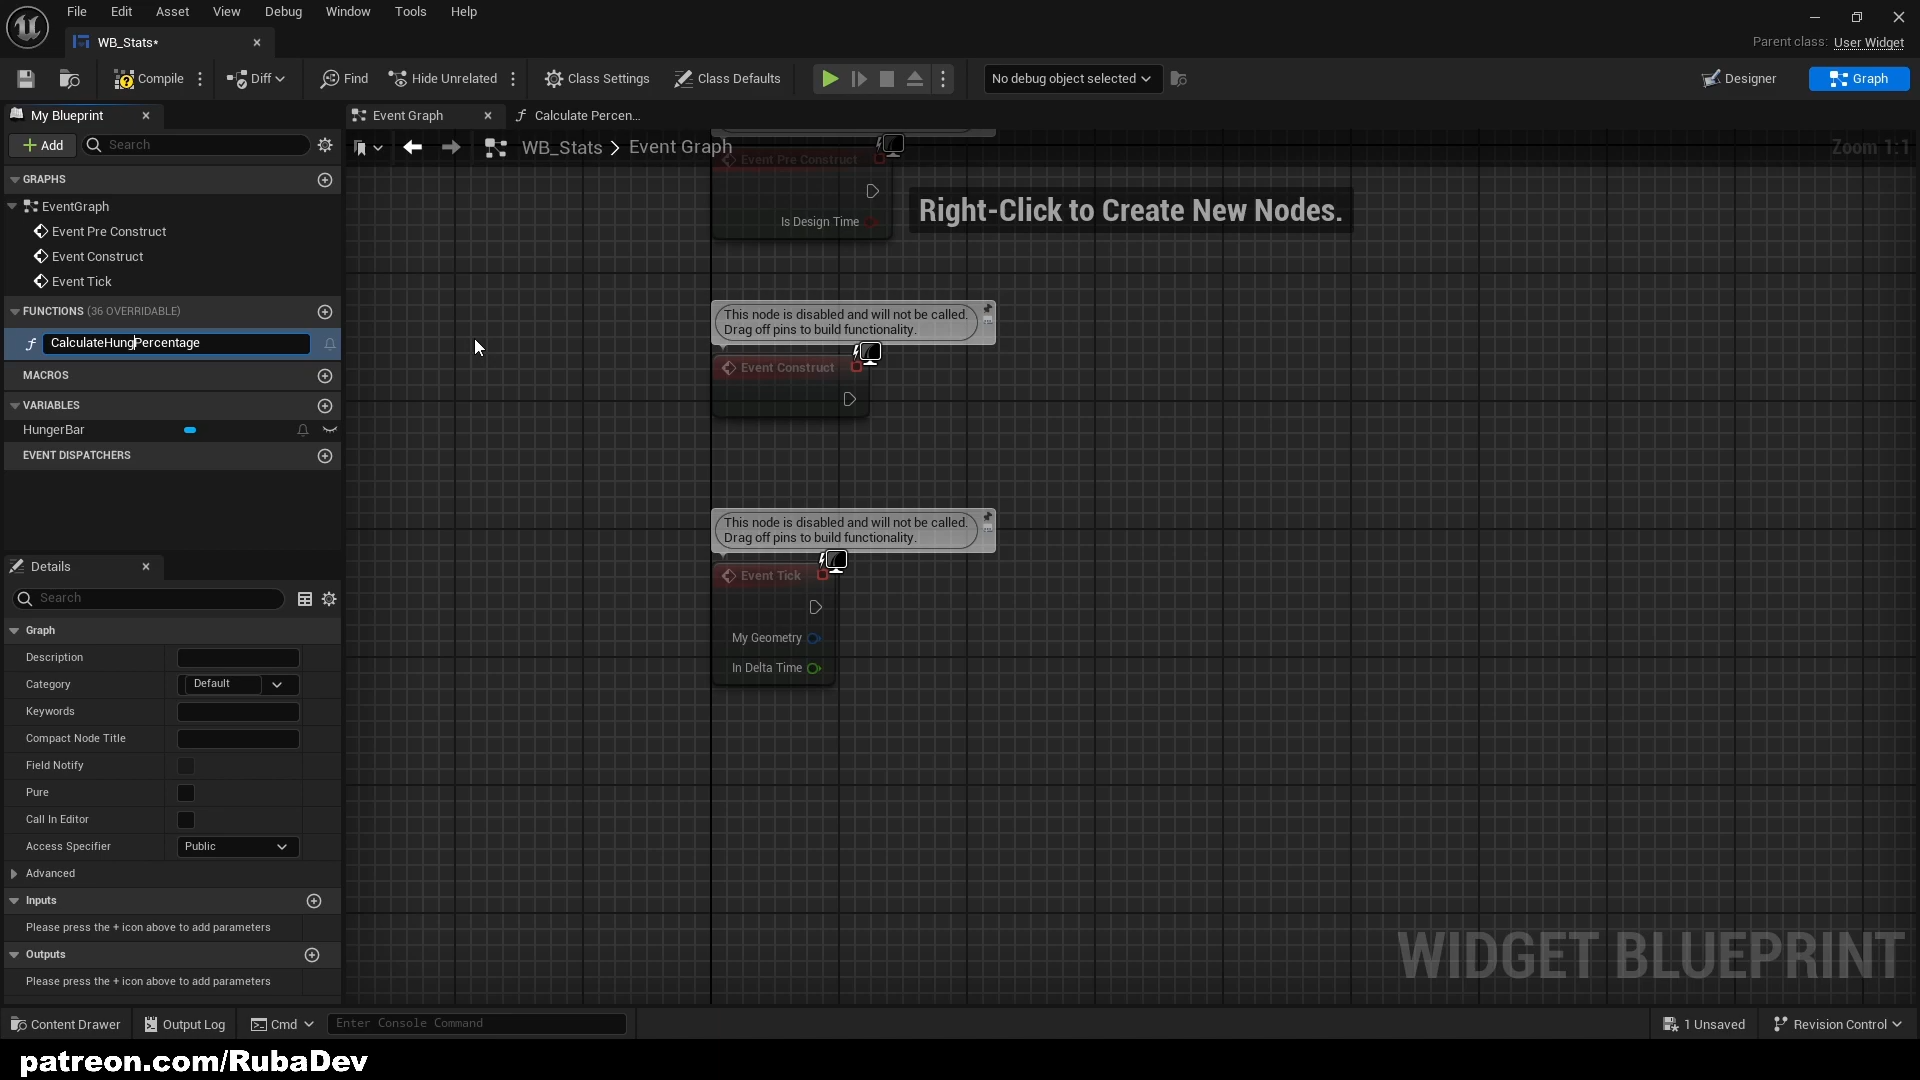 File Edit Asset View Debug Window Tools Help
WB_Stats*
Parent class: User Widget
Compile Diff Find Hide Unrelated Class Settings Class Defaults No debug object selected Designer Graph
My Blueprint
Event Graph
Calculate Percen...
Add
Search
WB_Stats > Event Graph
Zoom 1:1
GRAPHS
EventGraph
Event Pre Construct
Event Construct
Event Tick
FUNCTIONS (36 OVERRIDABLE)
CalculateHungPercentage
MACROS
VARIABLES
HungerBar
EVENT DISPATCHERS
Event Pre Construct
Is Design Time
Right-Click to Create New Nodes.
This node is disabled and will not be called.
Drag off pins to build functionality.
Event Construct
This node is disabled and will not be called.
Drag off pins to build functionality.
Event Tick
My Geometry
In Delta Time
Details
Search
Graph
Description
Category Default
Keywords
Compact Node Title
Field Notify
Pure
Call In Editor
Access Specifier Public
Advanced
Inputs
Please press the + icon above to add parameters
Outputs
Please press the + icon above to add parameters
WIDGET BLUEPRINT
Content Drawer Output Log Cmd Enter Console Command 1 Unsaved Revision Control
patreon.com/RubaDev